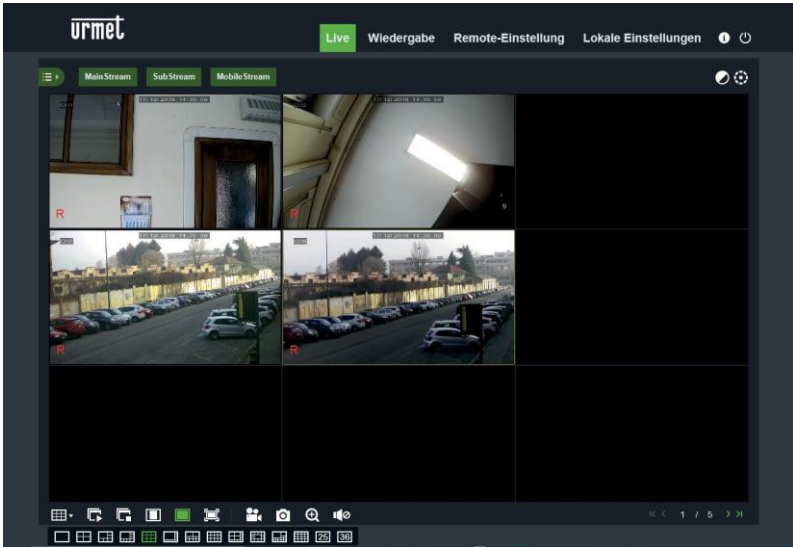 urmet
Live Wiedergabe Remote-Einstellung Lokale Einstellungen
MainStream SubStream MobileStream
R
R
R
R
1 / 5
25 36